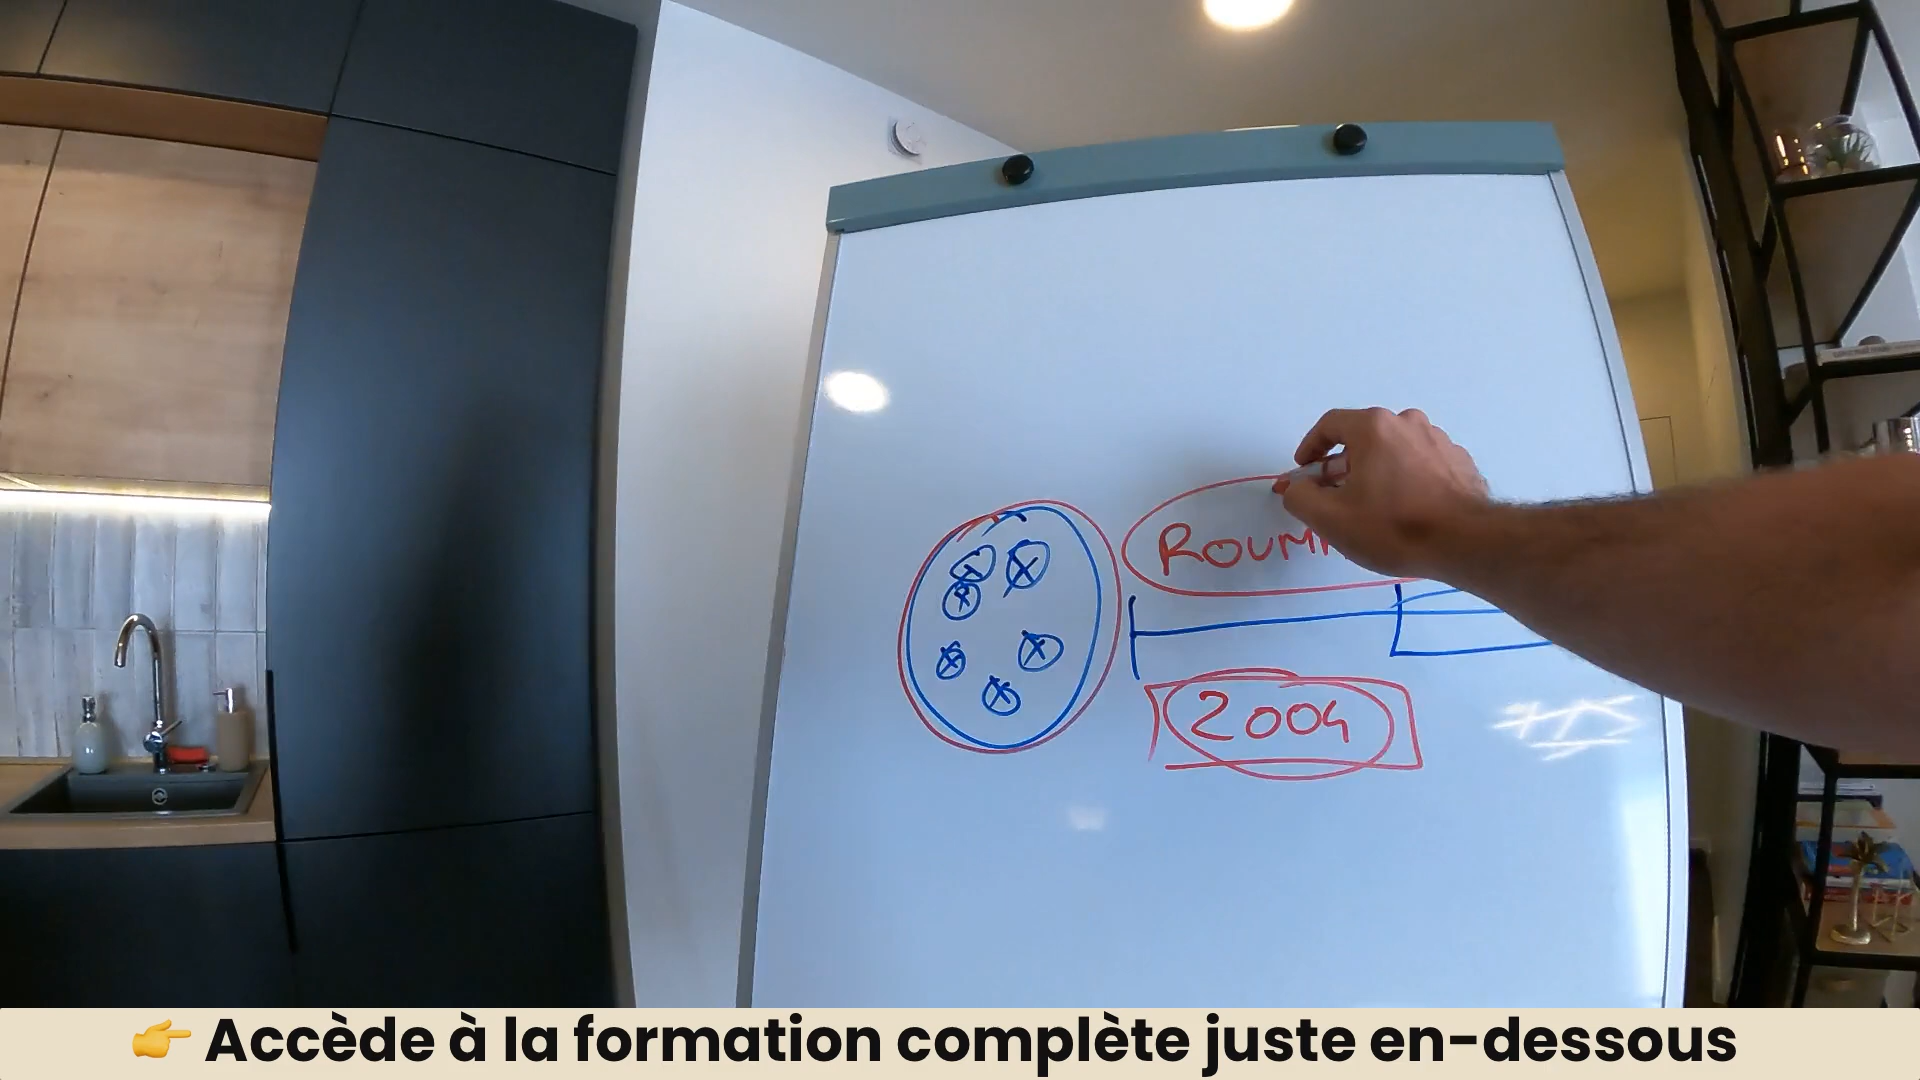 ROUM
2004
👉 Accède à la formation complète juste en-dessous